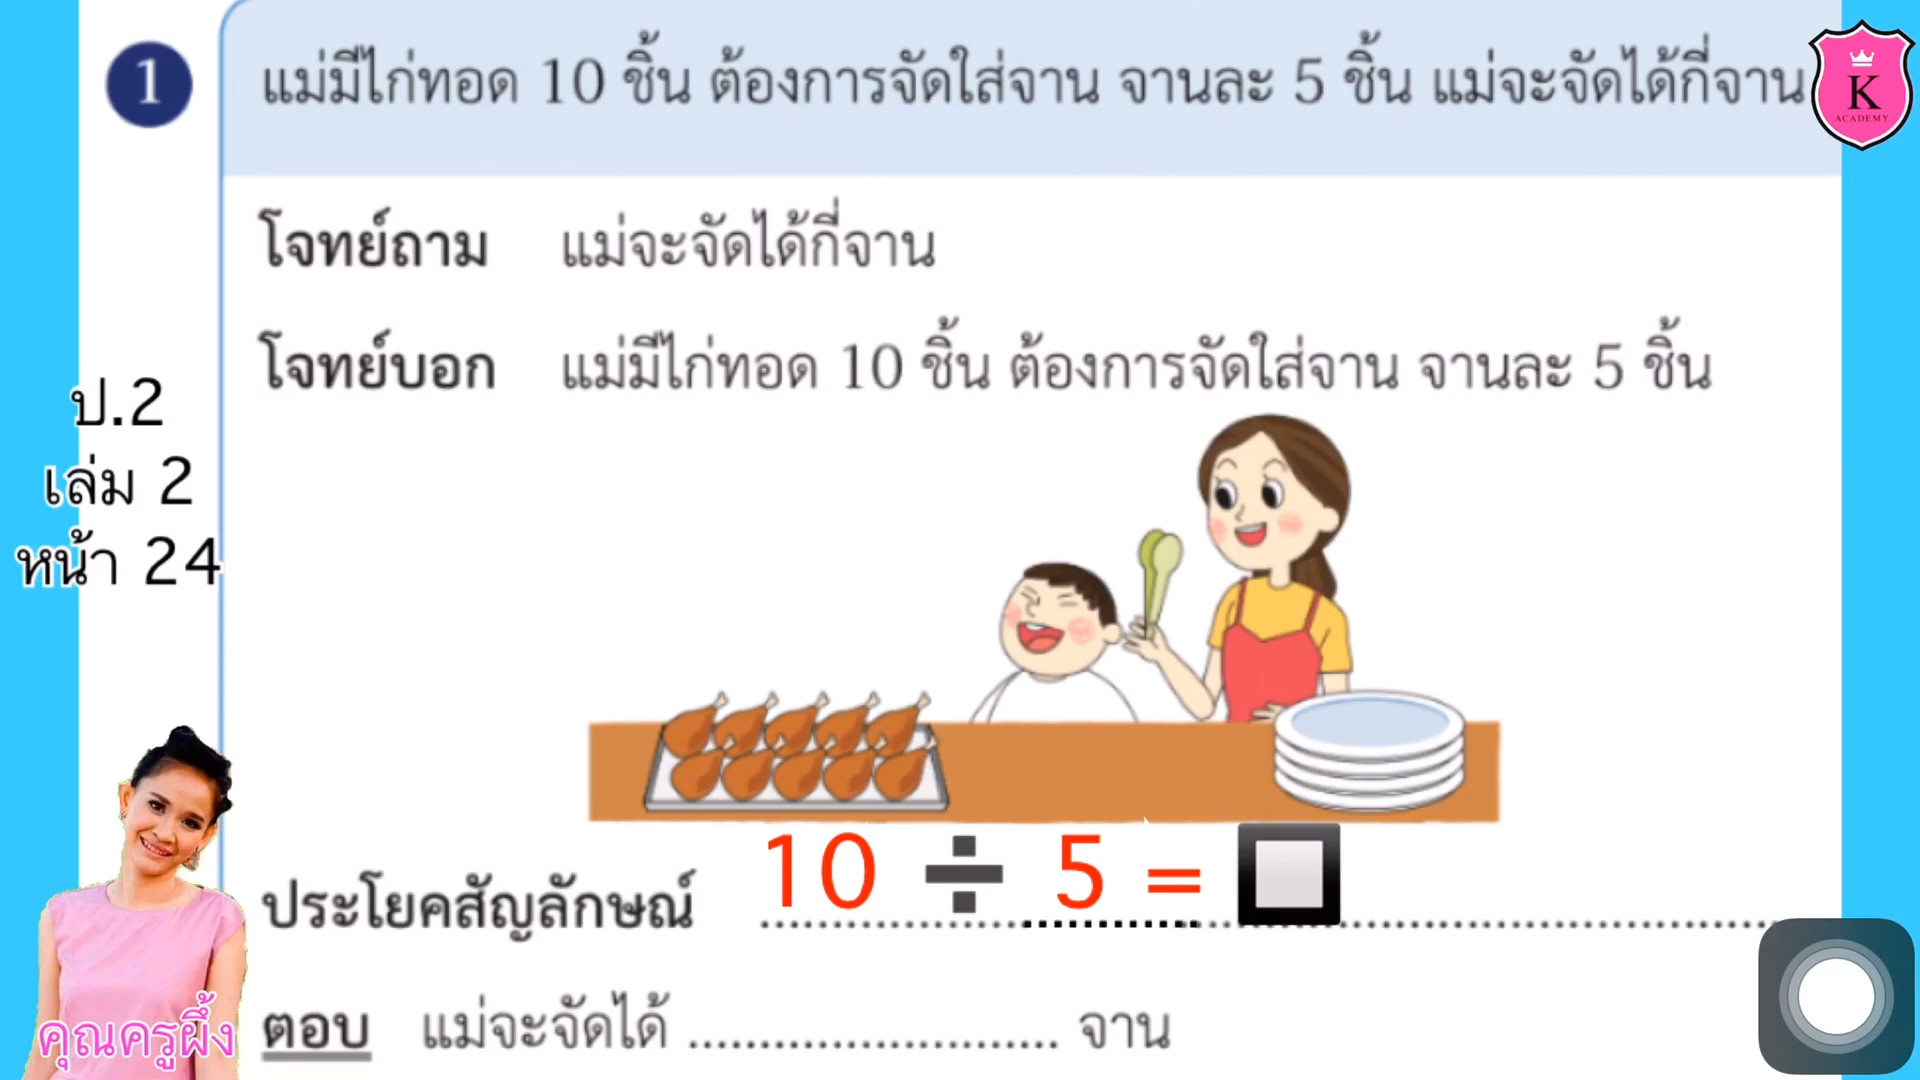 1 แม่มีไก่ทอด 10 ชิ้น ต้องการจัดใส่จาน จานละ 5 ชิ้น แม่จะจัดได้กี่จาน
K
ACADEMY
โจทย์ถาม แม่จะจัดได้กี่จาน
โจทย์บอก แม่มีไก่ทอด 10 ชิ้น ต้องการจัดใส่จาน จานละ 5 ชิ้น
ป.2
เล่ม 2
หน้า 24
ประโยคสัญลักษณ์ 10 ÷ 5 = □
ตอบ แม่จะจัดได้ .......................... จาน
คุณครูผึ้ง